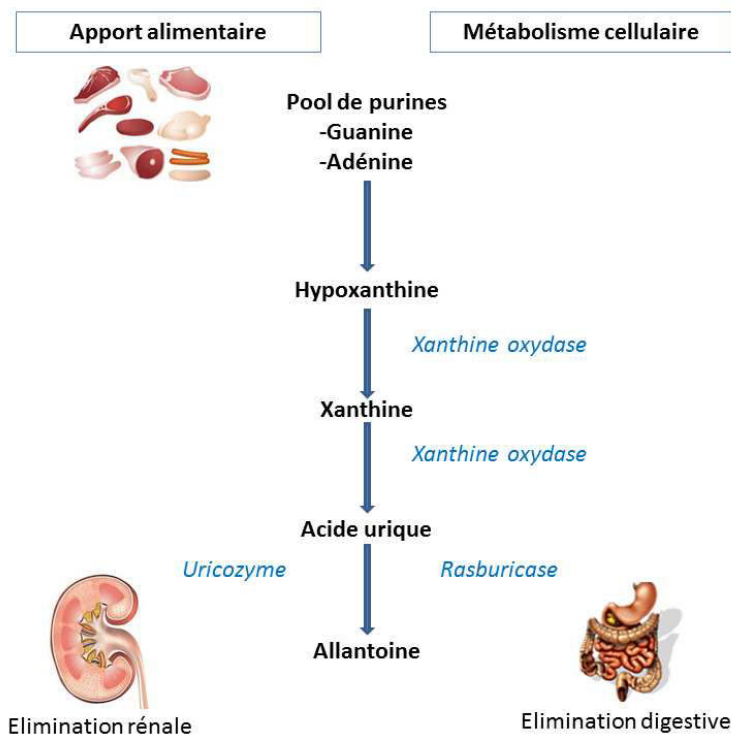 Apport alimentaire
Métabolisme cellulaire
Pool de purines
-Guanine
-Adénine
Hypoxanthine
Xanthine oxydase
Xanthine
Xanthine oxydase
Acide urique
Uricozyme
Rasburicase
Allantoine
Elimination rénale
Elimination digestive